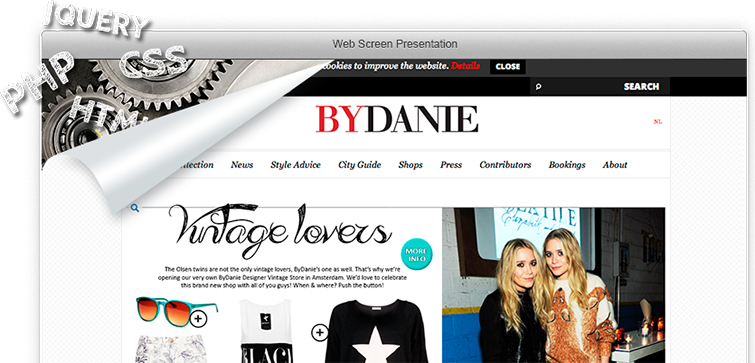 JQUERY
PHP
CSS
HTML
Web Screen Presentation
cookies to improve the website. Details
CLOSE
SEARCH
BYDANIE
NL
News Style Advice City Guide Shops Press Contributors Bookings About
Vintage lovers
MORE
INFO
The Olsen twins are not the only vintage lovers, ByDanie's one as well. That's why we're
opening our very own ByDanie Designer Vintage Store in Amsterdam. We'd love to celebrate
this brand new shop with all of you guys! When & where? Push the button!
BLACK